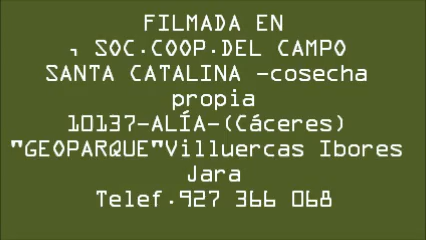 FILMADA EN
, SOC.COOP.DEL CAMPO
SANTA CATALINA -cosecha
propia
10137-ALÍA-(Cáceres)
"GEOPARQUE"Villuercas Ibores
Jara
Telef.927 366 068